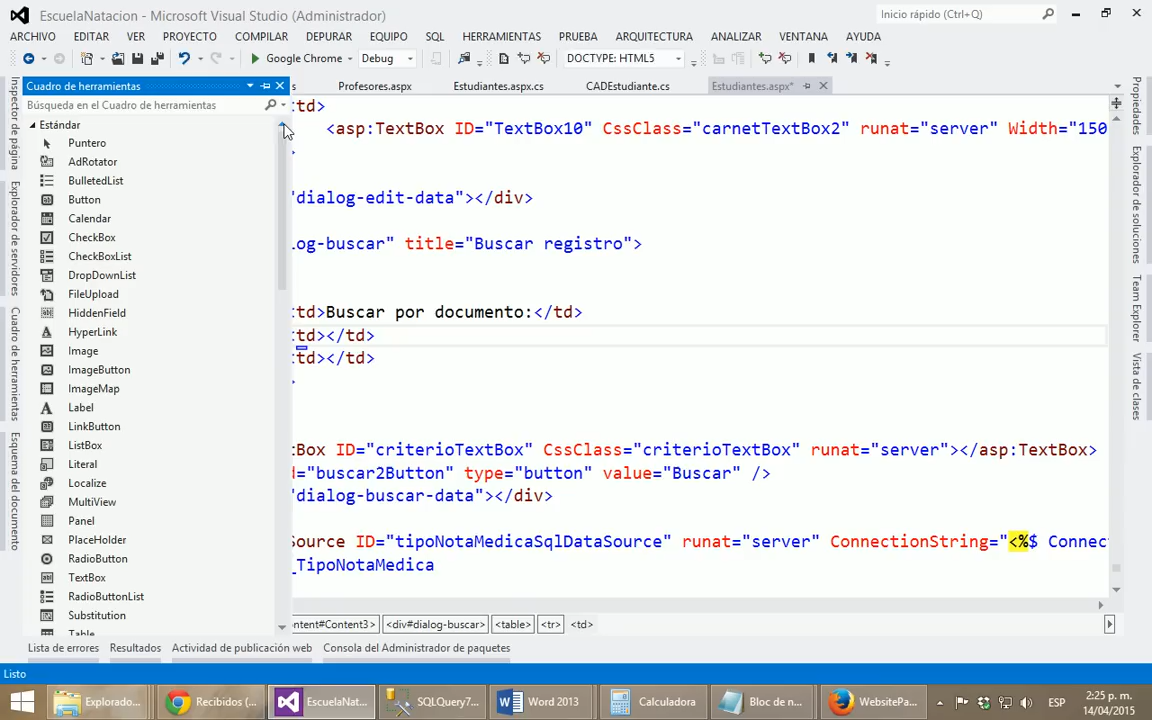 EscuelaNatacion - Microsoft Visual Studio (Administrador)
Inicio rápido (Ctrl+Q)
ARCHIVO EDITAR VER PROYECTO COMPILAR DEPURAR EQUIPO SQL HERRAMIENTAS PRUEBA ARQUITECTURA ANALIZAR VENTANA AYUDA
Google Chrome Debug DOCTYPE: HTML5
Cuadro de herramientas
s Profesores.aspx Estudiantes.aspx.cs CADEstudiante.cs Estudiantes.aspx*
Búsqueda en el Cuadro de herramientas
Estándar
Puntero
AdRotator
BulletedList
Button
Calendar
CheckBox
CheckBoxList
DropDownList
FileUpload
HiddenField
HyperLink
Image
ImageButton
ImageMap
Label
LinkButton
ListBox
Literal
Localize
MultiView
Panel
PlaceHolder
RadioButton
TextBox
RadioButtonList
Substitution
Table
Inspector de página
Explorador de servidores
Cuadro de herramientas
Esquema del documento
td>
<asp:TextBox ID="TextBox10" CssClass="carnetTextBox2" runat="server" Width="150
>
"dialog-edit-data"></div>
log-buscar" title="Buscar registro">
td>Buscar por documento:</td>
td></td>
td></td>
>
tBox ID="criterioTextBox" CssClass="criterioTextBox" runat="server"></asp:TextBox>
d="buscar2Button" type="button" value="Buscar" />
"dialog-buscar-data"></div>
Source ID="tipoNotaMedicaSqlDataSource" runat="server" ConnectionString="<%$ Connec
_TipoNotaMedica
ontent#Content3> <div#dialog-buscar> <table> <tr> <td>
Propiedades
Explorador de soluciones
Team Explorer
Vista de clases
Lista de errores Resultados Actividad de publicación web Consola del Administrador de paquetes
Listo
Explorado... Recibidos (... EscuelaNat... SQLQuery7... Word 2013 Calculadora Bloc de n... WebsitePa...
ESP
2:25 p. m.
14/04/2015